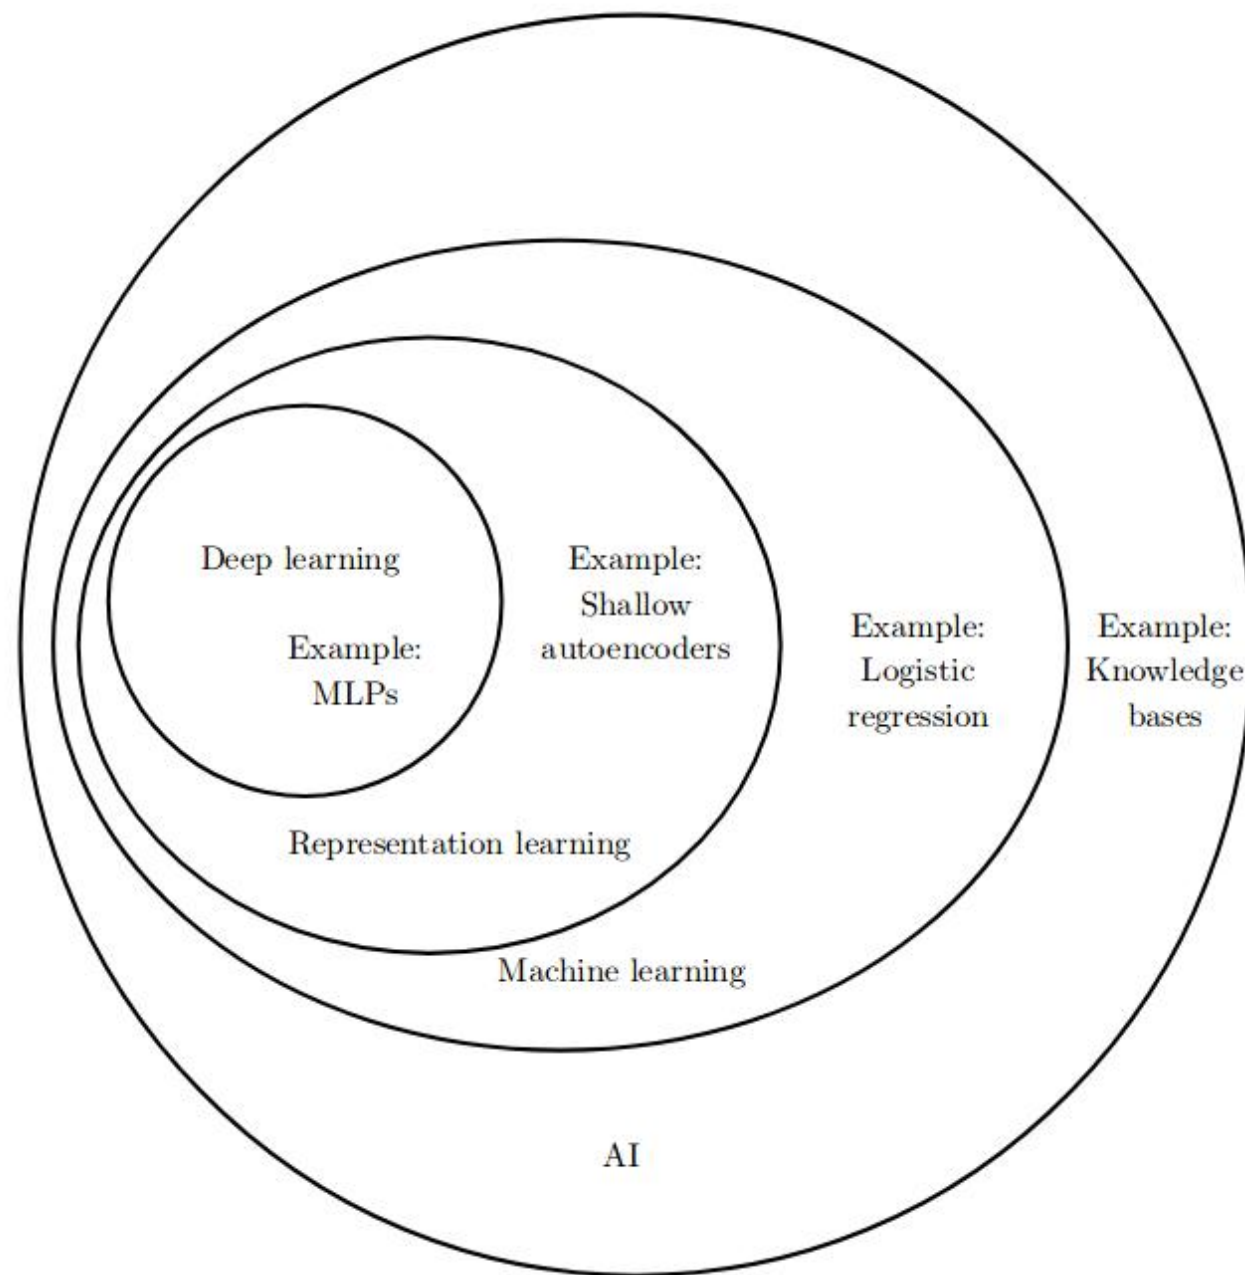 Deep learning
Example:
MLPs
Example:
Shallow
autoencoders
Example:
Logistic
regression
Example:
Knowledge
bases
Representation learning
Machine learning
AI